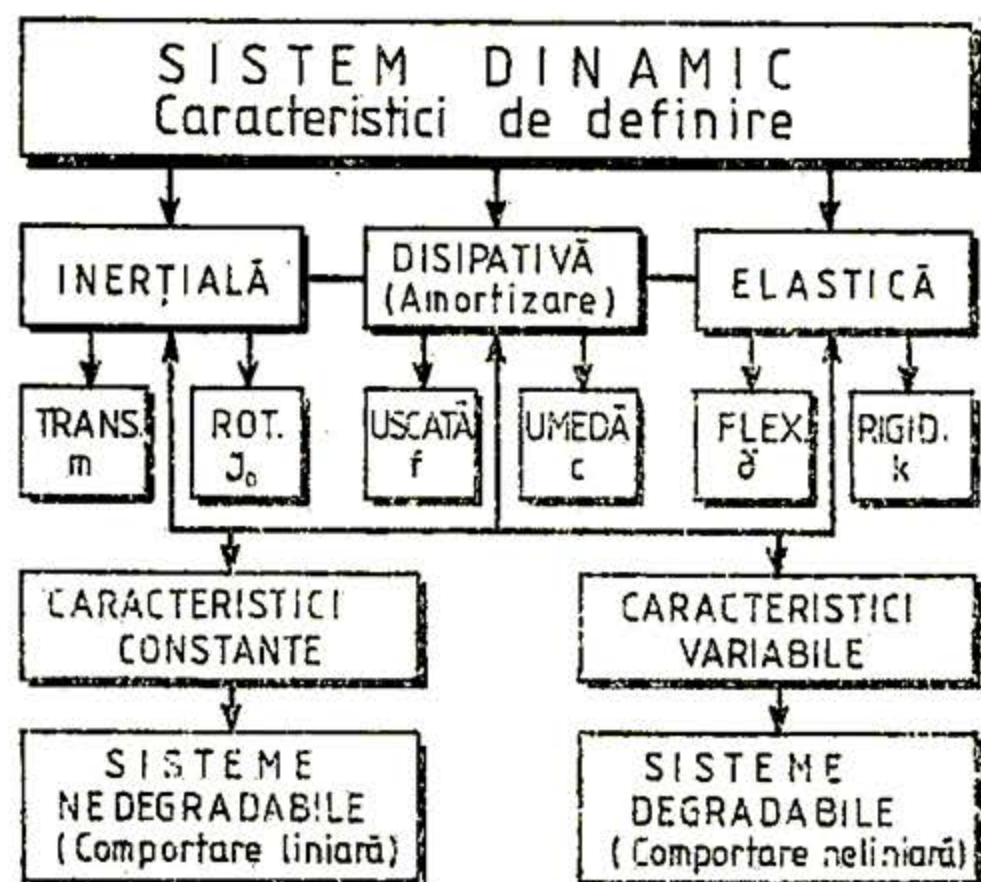 SISTEM DINAMIC
Caracteristici de definire
INERȚIALĂ
DISIPATIVĂ
(Amortizare)
ELASTICĂ
TRANS.
m
ROT.
J₀
USCATĂ
f
UMEDĂ
c
FLEX.
δ
RIGID.
k
CARACTERISTICI
CONSTANTE
CARACTERISTICI
VARIABILE
SISTEME
NEDEGRADABILE
(Comportare liniară)
SISTEME
DEGRADABILE
(Comportare neliniară)